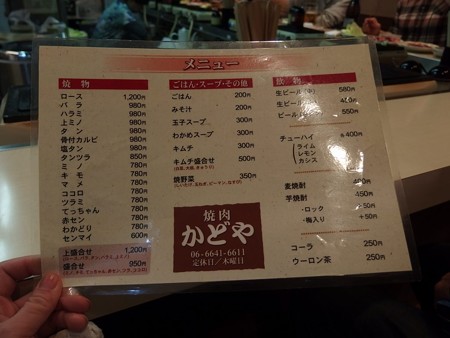 メニュー
焼物
ロース 1,200円
バラ 980円
ハラミ 980円
上ミノ 980円
タン 980円
骨付カルビ 980円
塩タン 980円
タンツラ 850円
ミノ 780円
キモ 780円
マメ 780円
ココロ 780円
ツラミ 780円
てっちゃん 780円
赤セン 780円
わかどり 780円
センマイ 600円
上盛合せ 1,200円
盛合せ 950円
ごはん・スープ・その他
ごはん 200円
みそ汁 200円
玉子スープ 300円
わかめスープ 300円
キムチ 300円
キムチ盛合せ 500円
(白菜、大根、きゅうり)
焼野菜 350円
焼肉
かどや
06-6641-6611
定休日/木曜日
飲物
生ビール(中) 580円
生ビール 450円
ビール 550円
チューハイ 400円
ライム
レモン
カシス
麦焼酎 400円
芋焼酎 450円
・ロック +50円
・梅入り +50円
コーラ 250円
ウーロン茶 250円